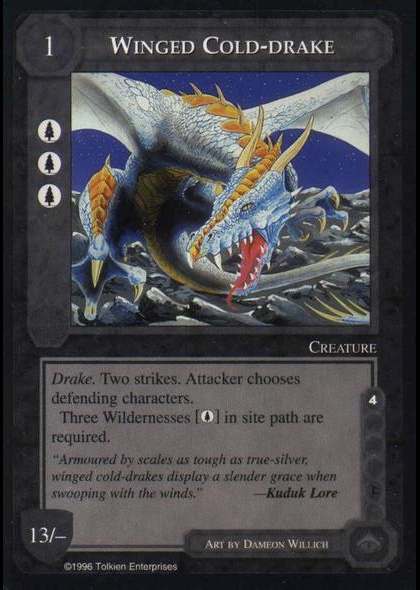 1
WINGED COLD-DRAKE
CREATURE
Drake. Two strikes. Attacker chooses
defending characters.
Three Wildernesses [] in site path are
required.
4
"Armoured by scales as tough as true-silver,
winged cold-drakes display a slender grace when
swooping with the winds." —Kuduk Lore
F
13/–
ART BY DAMEON WILLICH
©1996 Tolkien Enterprises